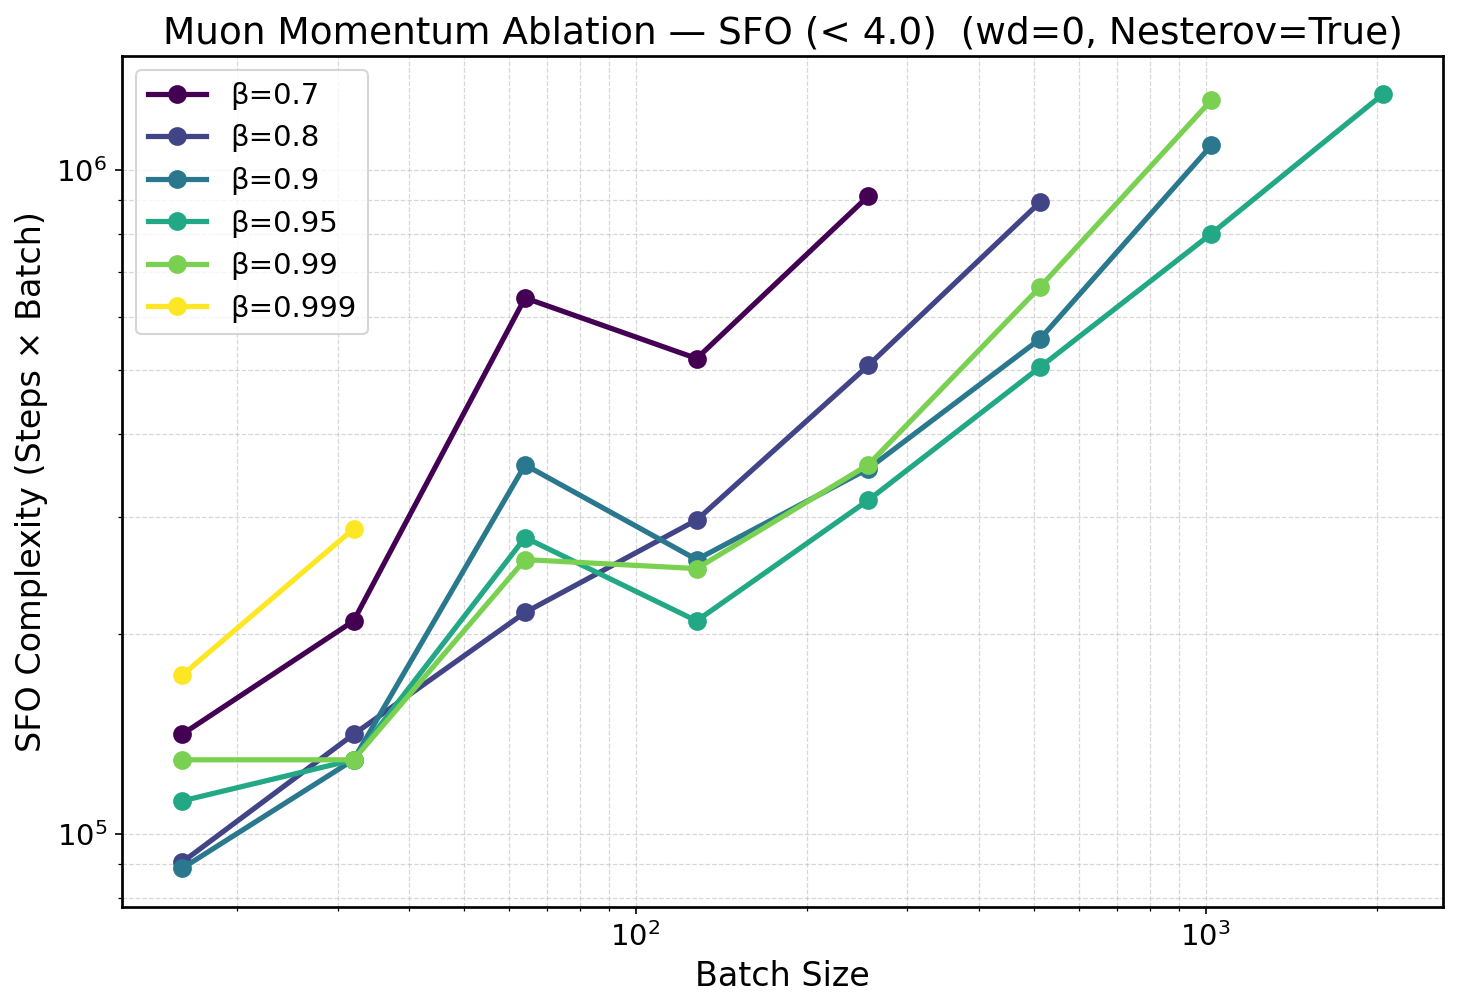 Muon Momentum Ablation — SFO (< 4.0)  (wd=0, Nesterov=True)
β=0.7
β=0.8
β=0.9
β=0.95
β=0.99
β=0.999
SFO Complexity (Steps × Batch)
10⁶
10⁵
10²
10³
Batch Size